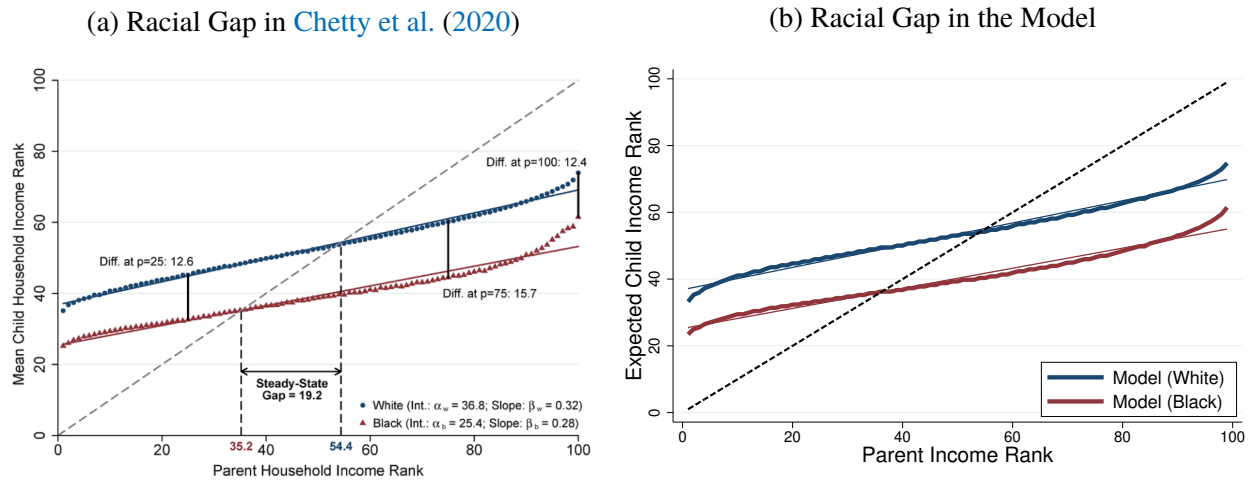 (a) Racial Gap in Chetty et al. (2020)
Mean Child Household Income Rank
100
80
60
40
20
0
Diff. at p=100: 12.4
Diff. at p=25: 12.6
Diff. at p=75: 15.7
Steady-State
Gap = 19.2
White (Int.: αw = 36.8; Slope: βw = 0.32)
Black (Int.: αb = 25.4; Slope: βb = 0.28)
0 20 35.2 40 54.4 60 80 100
Parent Household Income Rank
(b) Racial Gap in the Model
Expected Child Income Rank
100
80
60
40
20
0
Model (White)
Model (Black)
0 20 40 60 80 100
Parent Income Rank